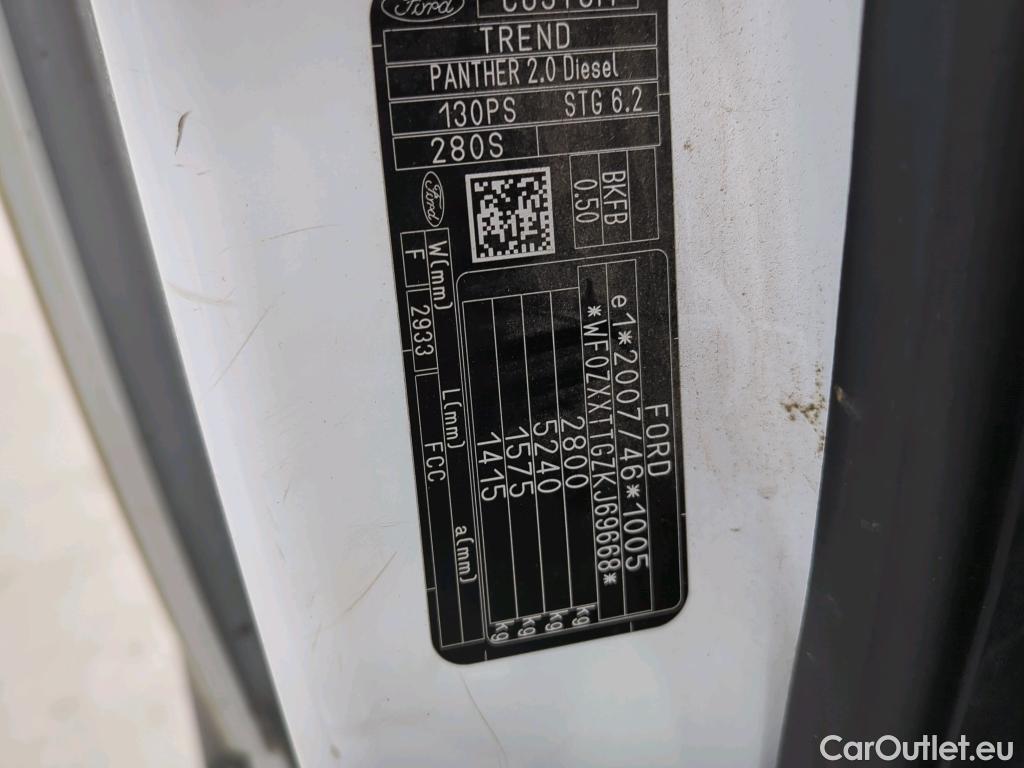 Ford CUSTOM
TREND
PANTHER 2.0 Diesel
130PS STG 6.2
280S
BKFB
0.50
Ford
FORD
e1*2007/46*1005
*WF0ZXXTTGZKJ69668*
2800 kg
5240 kg
1575 kg
1415 kg
W(mm) L(mm) a(mm)
F 2933 FCC
CarOutlet.eu